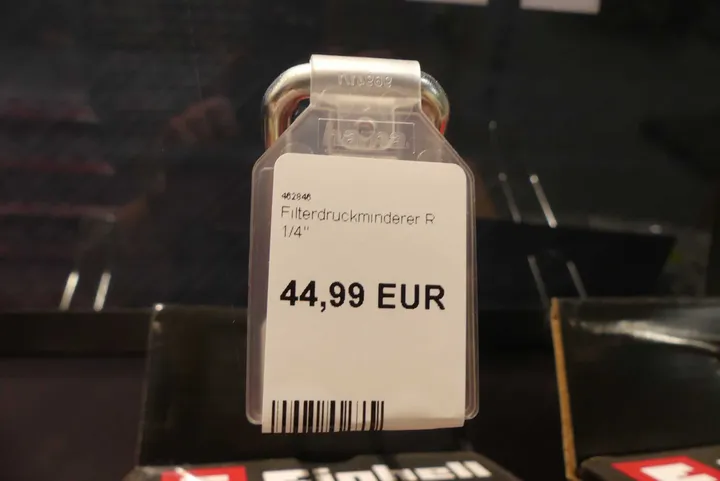 462846
Filterdruckminderer R
1/4"
44,99 EUR
Einhell